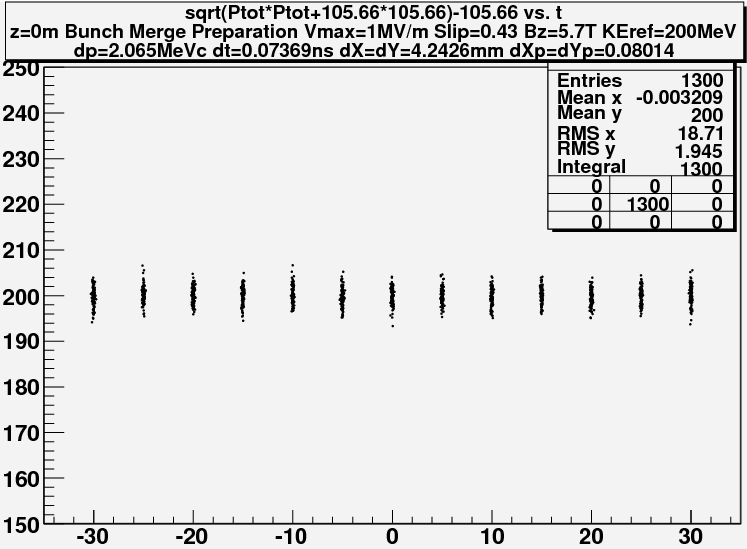 sqrt(Ptot*Ptot+105.66*105.66)-105.66 vs. t
z=0m Bunch Merge Preparation Vmax=1MV/m Slip=0.43 Bz=5.7T KEref=200MeV
dp=2.065MeVc dt=0.07369ns dX=dY=4.2426mm dXp=dYp=0.08014
Entries 1300
Mean x -0.003209
Mean y 200
RMS x 18.71
RMS y 1.945
Integral 1300
0 0 0
0 1300 0
0 0 0
250
240
230
220
210
200
190
180
170
160
150
-30 -20 -10 0 10 20 30